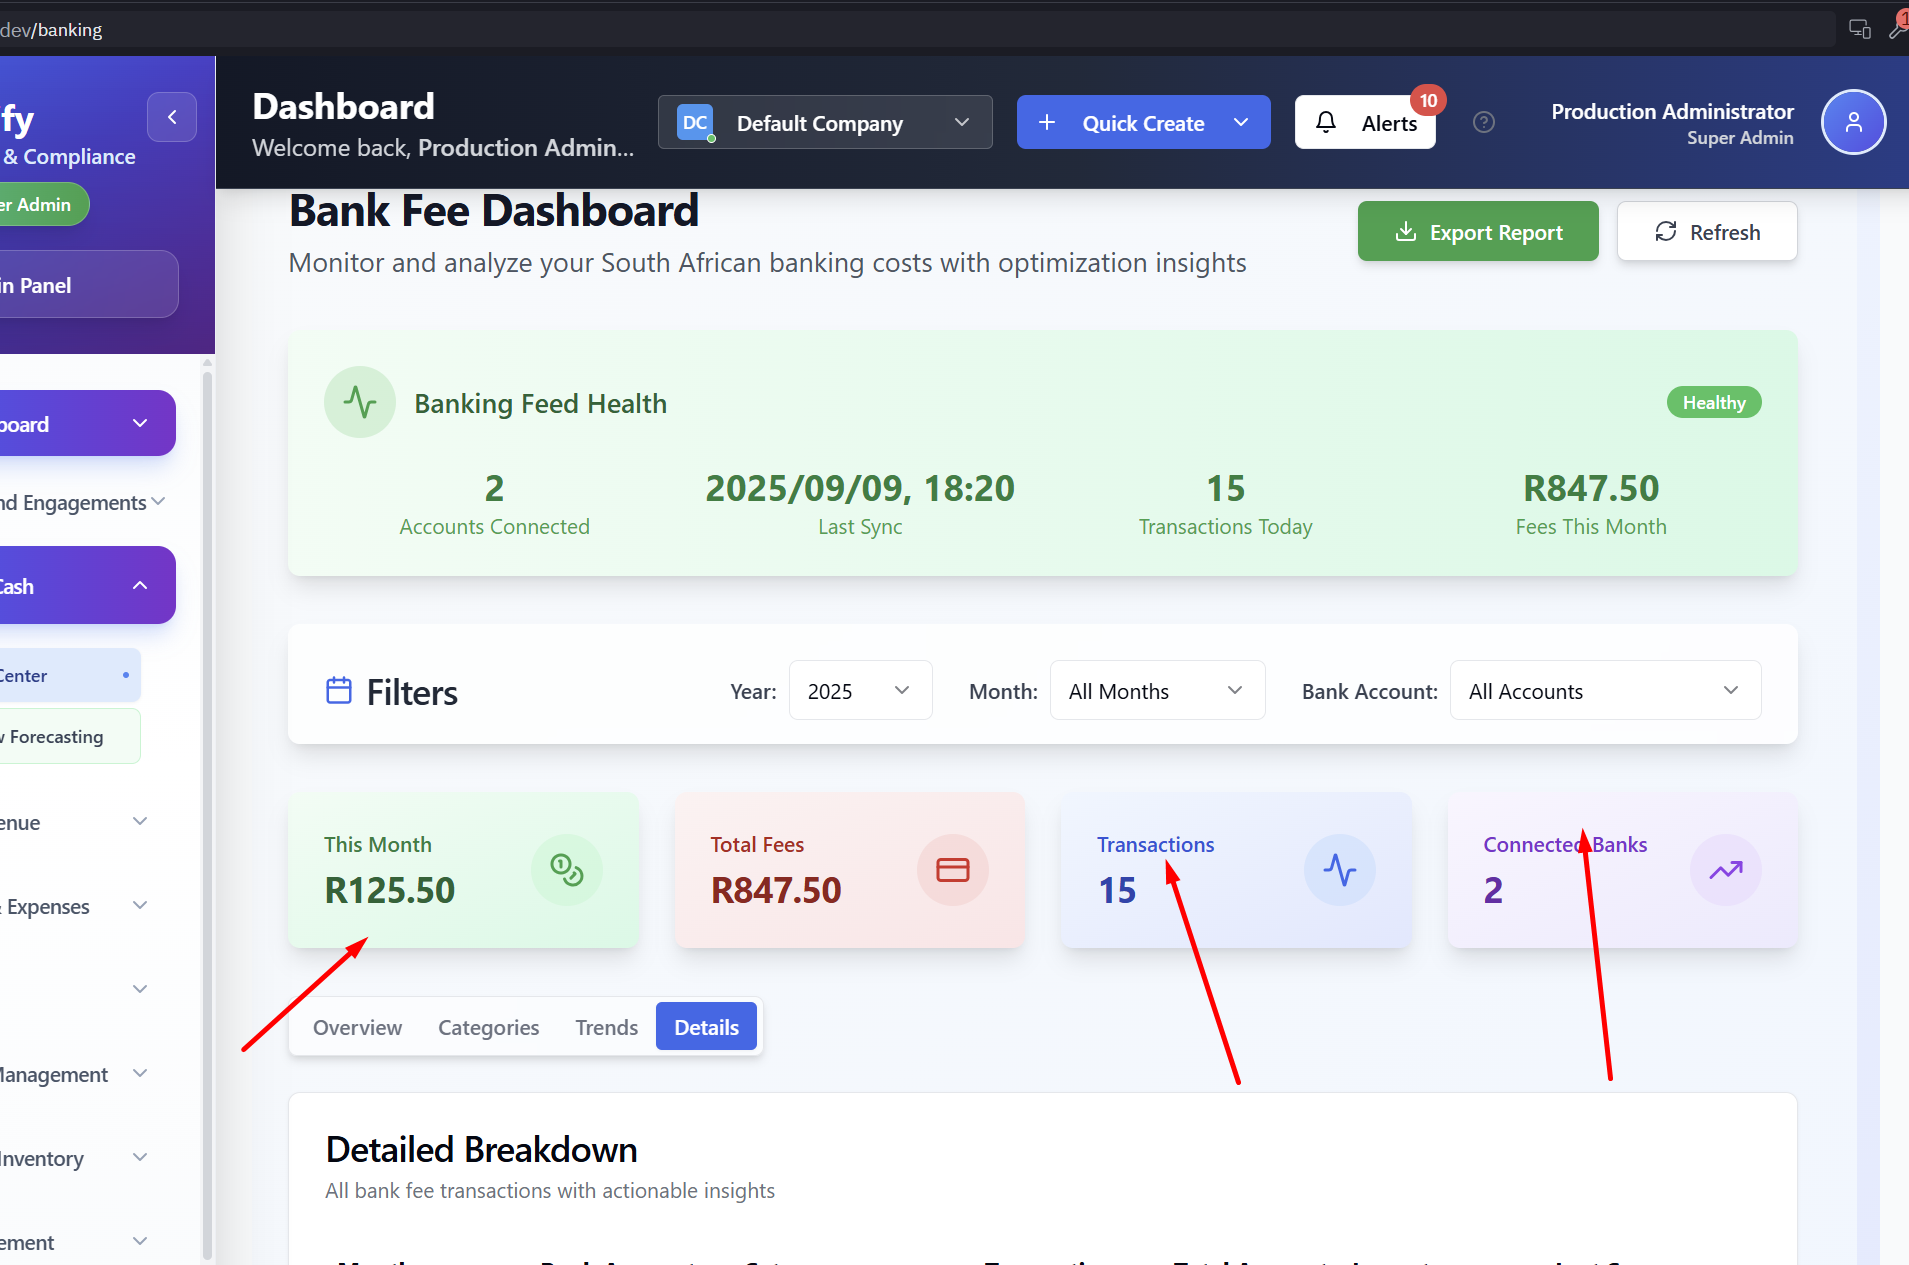 dev/banking
1
fy
& Compliance
er Admin
in Panel
Dashboard
Welcome back, Production Admin...
DC
Default Company
Quick Create
Alerts
10
Production Administrator
Super Admin
Bank Fee Dashboard
Monitor and analyze your South African banking costs with optimization insights
Export Report
Refresh
board
nd Engagements
Cash
Center
w Forecasting
enue
& Expenses
Management
Inventory
ement
Banking Feed Health
Healthy
2
Accounts Connected
2025/09/09, 18:20
Last Sync
15
Transactions Today
R847.50
Fees This Month
Filters
Year:
2025
Month:
All Months
Bank Account:
All Accounts
This Month
R125.50
Total Fees
R847.50
Transactions
15
Connected Banks
2
Overview
Categories
Trends
Details
Detailed Breakdown
All bank fee transactions with actionable insights